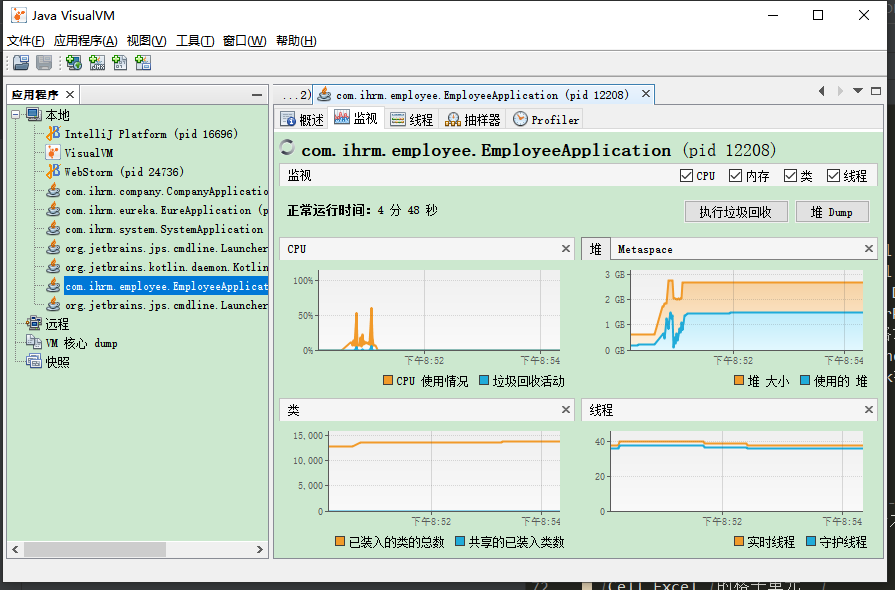 Java VisualVM
文件(F) 应用程序(A) 视图(V) 工具(T) 窗口(W) 帮助(H)
应用程序
本地
IntelliJ Platform (pid 16696)
VisualVM
WebStorm (pid 24736)
com.ihrm.company.CompanyApplicatio
com.ihrm.eureka.EureApplication (p
com.ihrm.system.SystemApplication
org.jetbrains.jps.cmdline.Launcher
org.jetbrains.kotlin.daemon.Kotlin
com.ihrm.employee.EmployeeApplicat
org.jetbrains.jps.cmdline.Launcher
远程
VM 核心 dump
快照
...2) com.ihrm.employee.EmployeeApplication (pid 12208)
概述 监视 线程 抽样器 Profiler
com.ihrm.employee.EmployeeApplication (pid 12208)
监视 CPU 内存 类 线程
正常运行时间: 4 分 48 秒 执行垃圾回收 堆 Dump
CPU
100%
50%
0%
下午8:52 下午8:54
CPU 使用情况 垃圾回收活动
堆 Metaspace
3 GB
2 GB
1 GB
0 GB
下午8:52 下午8:54
堆 大小 使用的 堆
类
15,000
10,000
5,000
0
下午8:52 下午8:54
已装入的类的总数 共享的已装入类数
线程
40
20
0
下午8:52 下午8:54
实时线程 守护线程